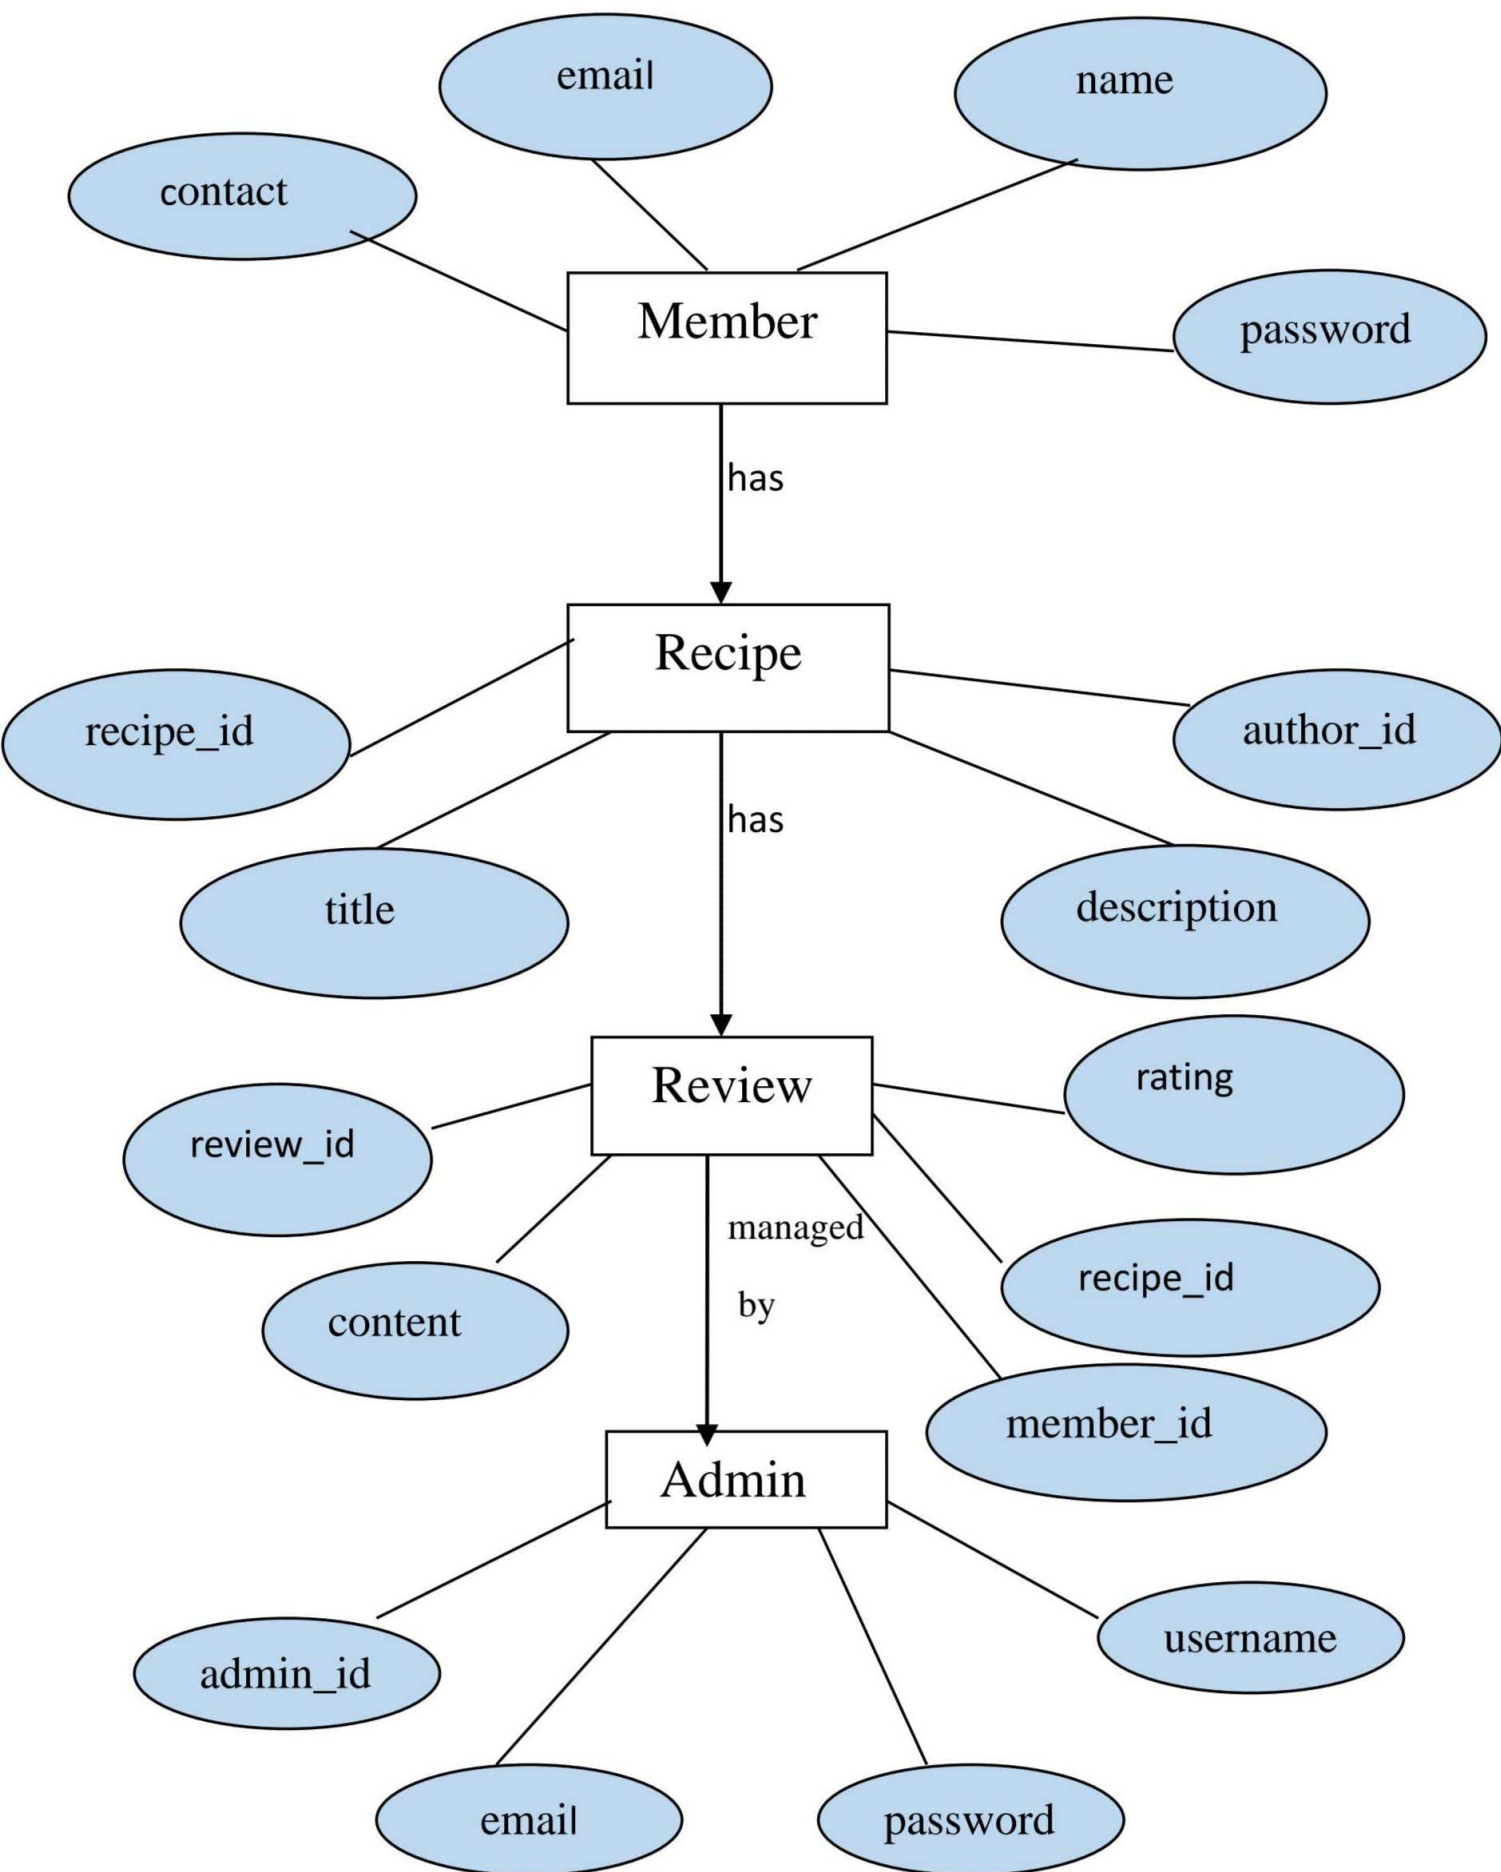 email
name
contact
Member
password
has
Recipe
recipe_id
author_id
has
title
description
Review
rating
review_id
managed
by
recipe_id
content
member_id
Admin
username
admin_id
email
password